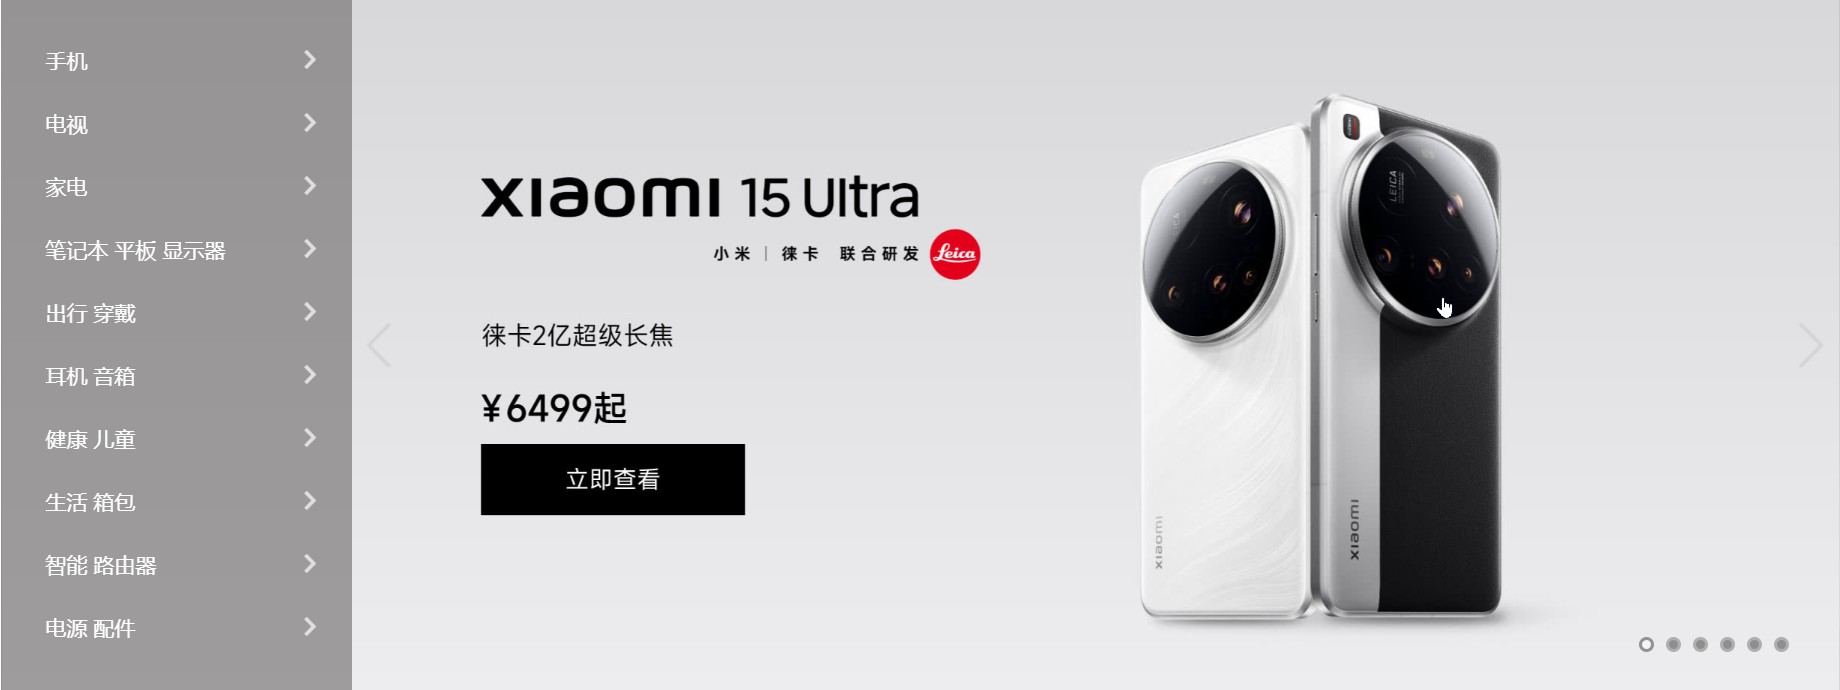 手机
电视
家电
笔记本 平板 显示器
出行 穿戴
耳机 音箱
健康 儿童
生活 箱包
智能 路由器
电源 配件
xiaomi 15 Ultra
小米 | 徕卡 联合研发 Leica
徕卡2亿超级长焦
¥6499起
立即查看
LEICA
xiaomi
xiaomi